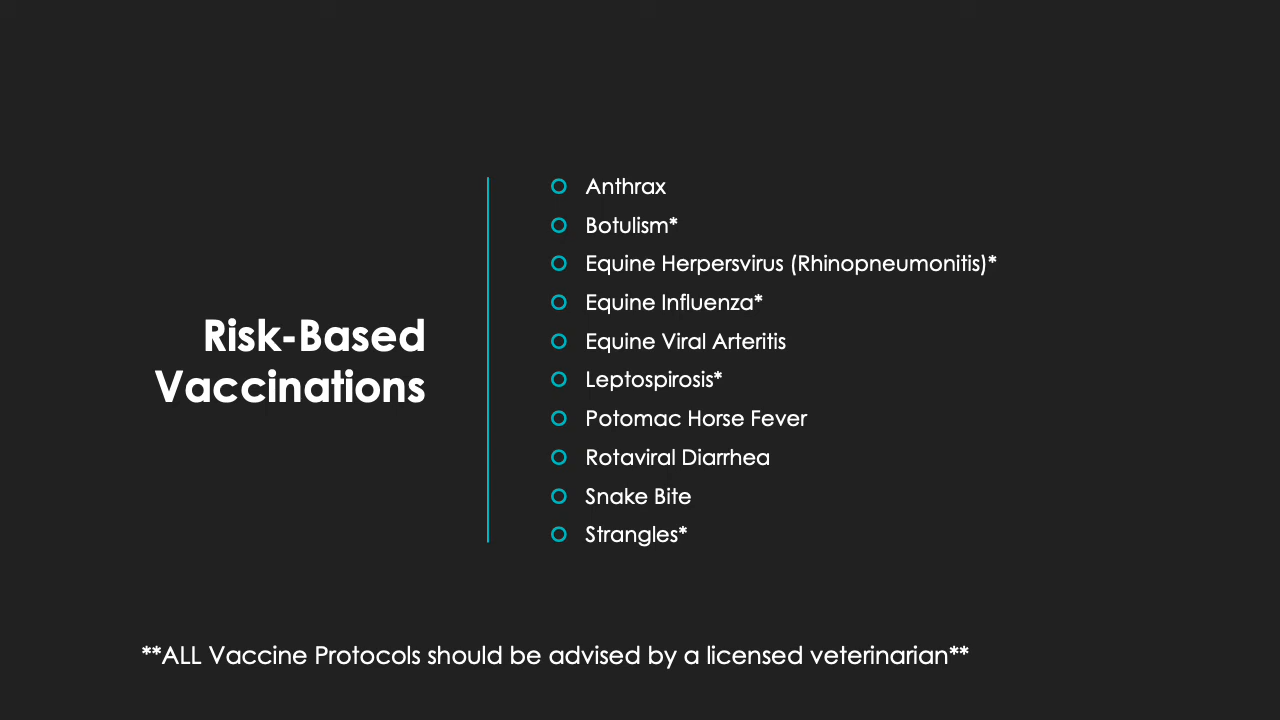 Risk-Based
Vaccinations
Anthrax
Botulism*
Equine Herpersvirus (Rhinopneumonitis)*
Equine Influenza*
Equine Viral Arteritis
Leptospirosis*
Potomac Horse Fever
Rotaviral Diarrhea
Snake Bite
Strangles*
**ALL Vaccine Protocols should be advised by a licensed veterinarian**